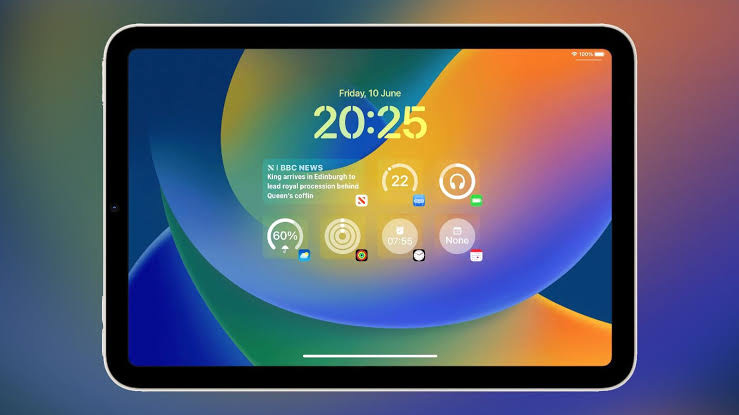 100%
Friday, 10 June
20:25
BBC NEWS
King arrives in Edinburgh to
lead royal procession behind
Queen's coffin
22
60%
07:55
None